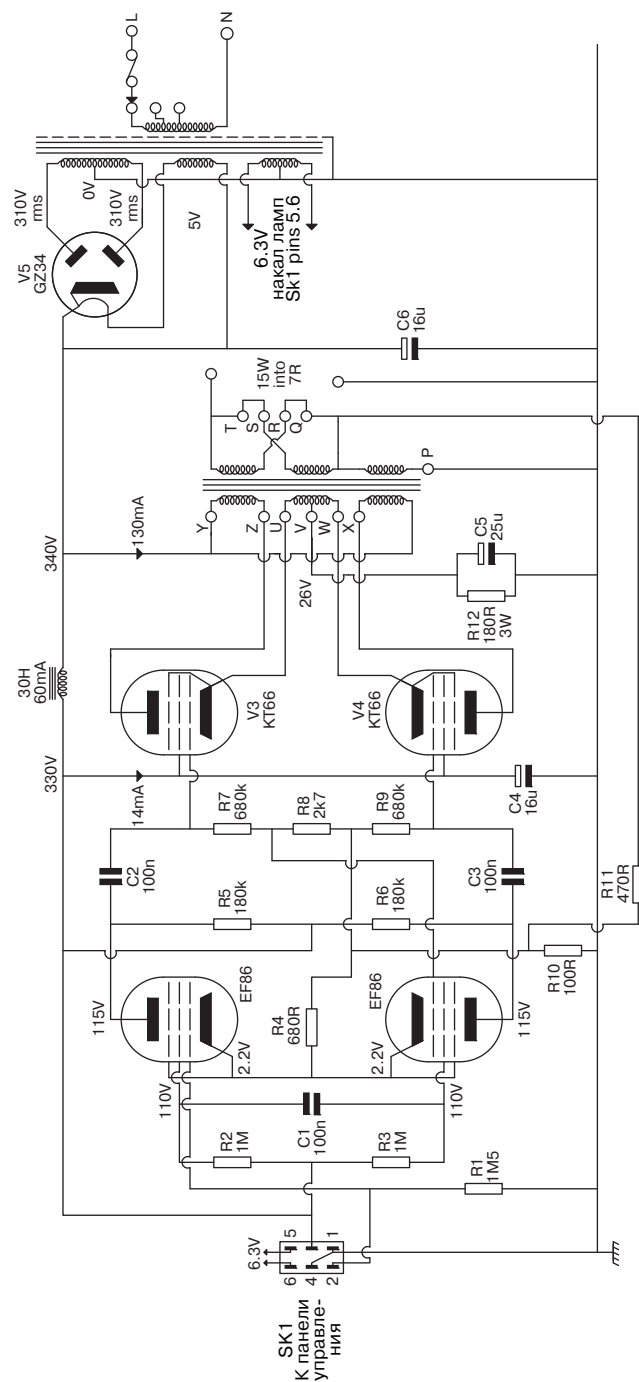 SK1
К панели
управле-
ния
6.3V
6
5
4
2
1
R1
1M5
R2
1M
R3
1M
C1
100n
110V
110V
2.2V
2.2V
115V
115V
EF86
EF86
R4
680R
R10
100R
R11
470R
R5
180k
R6
180k
C2
100n
C3
100n
R7
680k
R8
2k7
R9
680k
330V
14mA
C4
16u
30H
60mA
V3
KT66
V4
KT66
340V
130mA
26V
R12
180R
3W
C5
25u
Y
Z
U
V
W
X
T
S
R
Q
P
15W
into
7R
C6
16u
V5
GZ34
310V
rms
0V
310V
rms
5V
6.3V
накал ламп
Sk1 pins 5.6
L
N